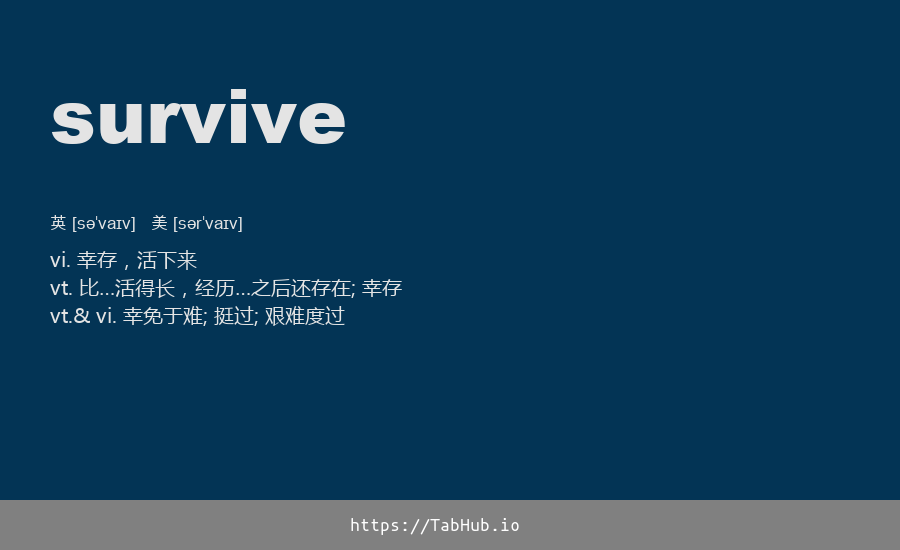 survive
英 [sə'vaɪv] 美 [sər'vaɪv]
vi. 幸存，活下来
vt. 比...活得长，经历...之后还存在; 幸存
vt.& vi. 幸免于难; 挺过; 艰难度过
https://TabHub.io